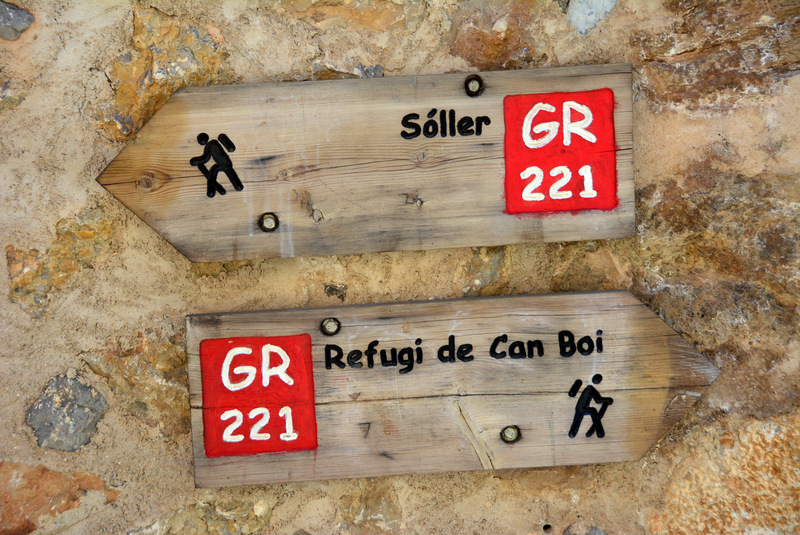 Sóller
GR
221
Refugi de Can Boi
GR
221